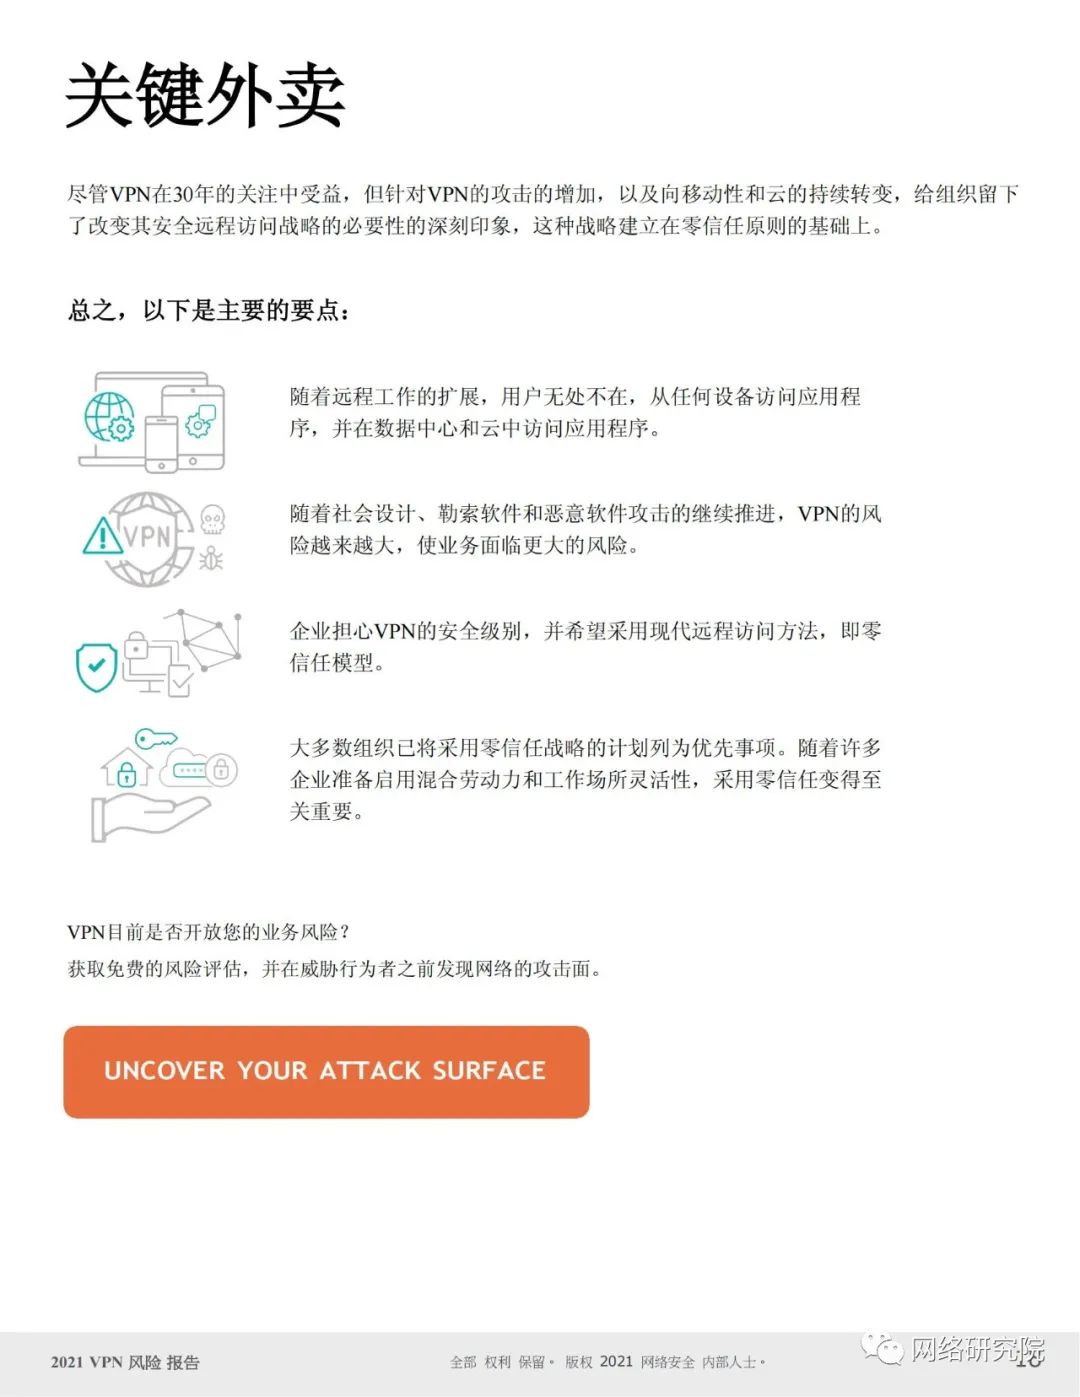 关键外卖
尽管VPN在30年的关注中受益，但针对VPN的攻击的增加，以及向移动性和云的持续转变，给组织留下
了改变其安全远程访问战略的必要性的深刻印象，这种战略建立在零信任原则的基础上。
总之，以下是主要的要点：
随着远程工作的扩展，用户无处不在，从任何设备访问应用程
序，并在数据中心和云中访问应用程序。
VPN
随着社会设计、勒索软件和恶意软件攻击的继续推进，VPN的风
险越来越大，使业务面临更大的风险。
企业担心VPN的安全级别，并希望采用现代远程访问方法，即零
信任模型。
大多数组织已将采用零信任战略的计划列为优先事项。随着许多
企业准备启用混合劳动力和工作场所灵活性，采用零信任变得至
关重要。
VPN目前是否开放您的业务风险？
获取免费的风险评估，并在威胁行为者之前发现网络的攻击面。
UNCOVER YOUR ATTACK SURFACE
2021 VPN 风险 报告
全部 权利 保留。 版权 2021 网络安全 内部人士。
网络研究院